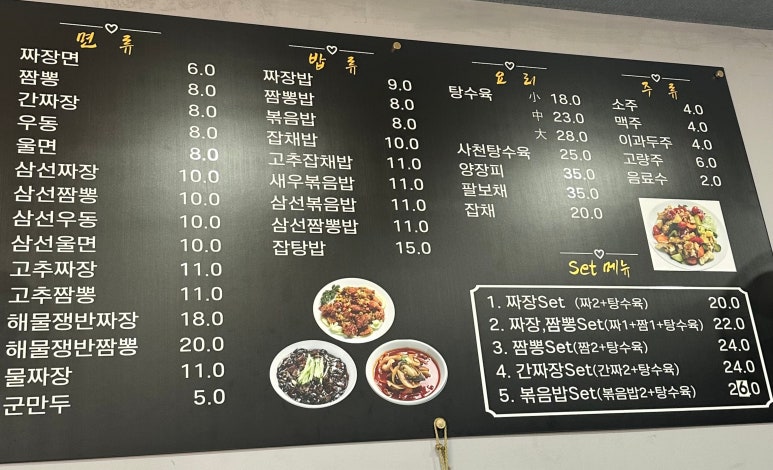 면 류
짜장면 6.0
짬뽕 8.0
간짜장 8.0
우동 8.0
울면 8.0
삼선짜장 10.0
삼선짬뽕 10.0
삼선우동 10.0
삼선울면 10.0
고추짜장 11.0
고추짬뽕 11.0
해물쟁반짜장 18.0
해물쟁반짬뽕 20.0
물짜장 11.0
군만두 5.0
밥 류
짜장밥 9.0
짬뽕밥 8.0
볶음밥 8.0
잡채밥 10.0
고추잡채밥 11.0
새우볶음밥 11.0
삼선볶음밥 11.0
삼선짬뽕밥 11.0
잡탕밥 15.0
요 리
탕수육 小 18.0
中 23.0
大 28.0
사천탕수육 25.0
양장피 35.0
팔보채 35.0
잡채 20.0
주 류
소주 4.0
맥주 4.0
이과두주 4.0
고량주 6.0
음료수 2.0
Set 메뉴
1. 짜장Set (짜2+탕수육) 20.0
2. 짜장,짬뽕Set(짜1+짬1+탕수육) 22.0
3. 짬뽕Set(짬2+탕수육) 24.0
4. 간짜장Set(간짜2+탕수육) 24.0
5. 볶음밥Set(볶음밥2+탕수육) 26.0